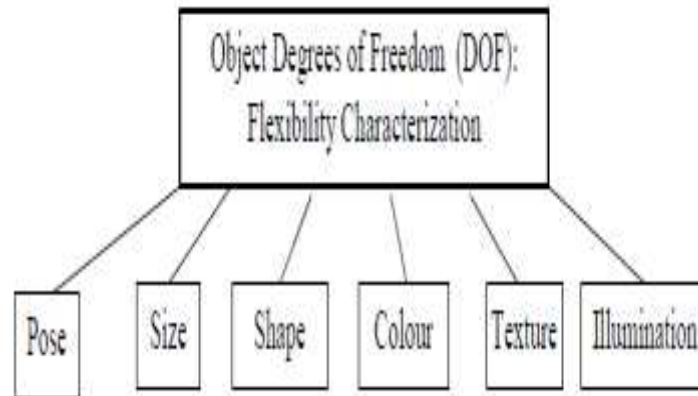 Object Degrees of Freedom (DOF):
Flexibility Characterization
Pose
Size
Shape
Colour
Texture
Illumination